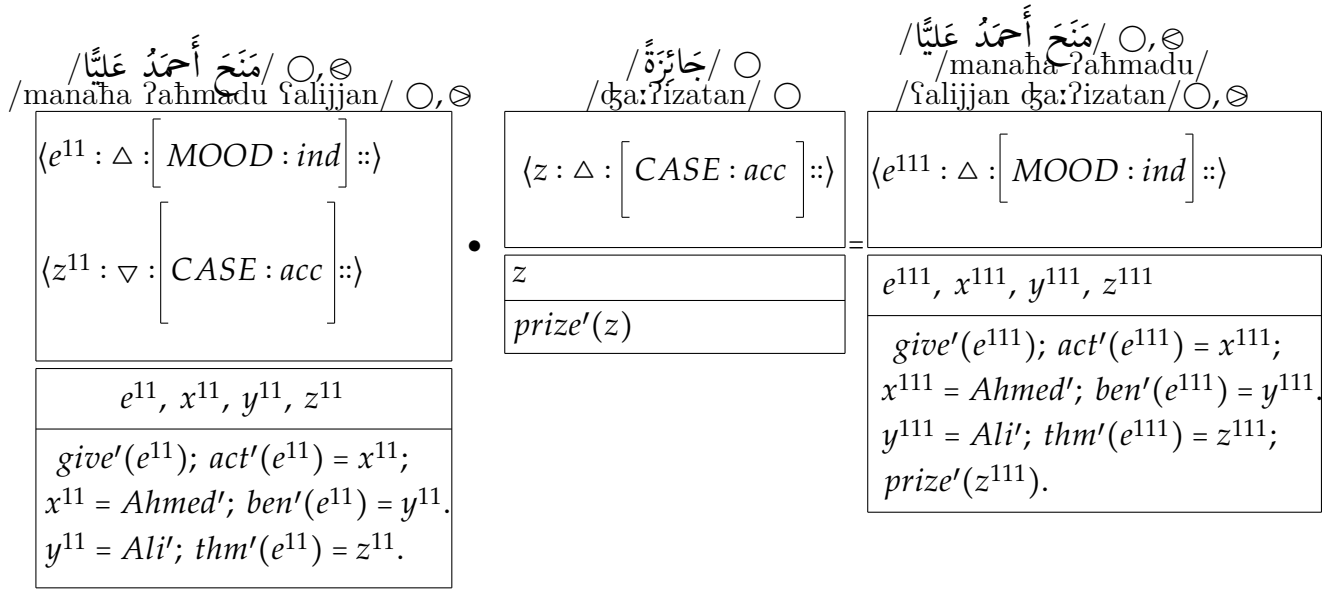 /مَنَحَ أَحمَدُ عَليًّا/ ◯,⧁
/manaħa ʔaħmadu ʕalijjan/ ◯,⧁
⟨e¹¹ : △ : [ MOOD : ind ] ::⟩
⟨z¹¹ : ▽ : [ CASE : acc ] ::⟩
e¹¹, x¹¹, y¹¹, z¹¹
give′(e¹¹); act′(e¹¹) = x¹¹;
x¹¹ = Ahmed′; ben′(e¹¹) = y¹¹.
y¹¹ = Ali′; thm′(e¹¹) = z¹¹.
•
/جَائِزَةً/ ◯
/ʤaːʔizatan/ ◯
⟨z : △ : [ CASE : acc ] ::⟩
z
prize′(z)
=
/مَنَحَ أَحمَدُ عَليًّا/ ◯,⧁
/manaħa ʔaħmadu/
/ʕalijjan ʤaːʔizatan/◯,⧁
⟨e¹¹¹ : △ : [ MOOD : ind ] ::⟩
e¹¹¹, x¹¹¹, y¹¹¹, z¹¹¹
give′(e¹¹¹); act′(e¹¹¹) = x¹¹¹;
x¹¹¹ = Ahmed′; ben′(e¹¹¹) = y¹¹¹.
y¹¹¹ = Ali′; thm′(e¹¹¹) = z¹¹¹;
prize′(z¹¹¹).